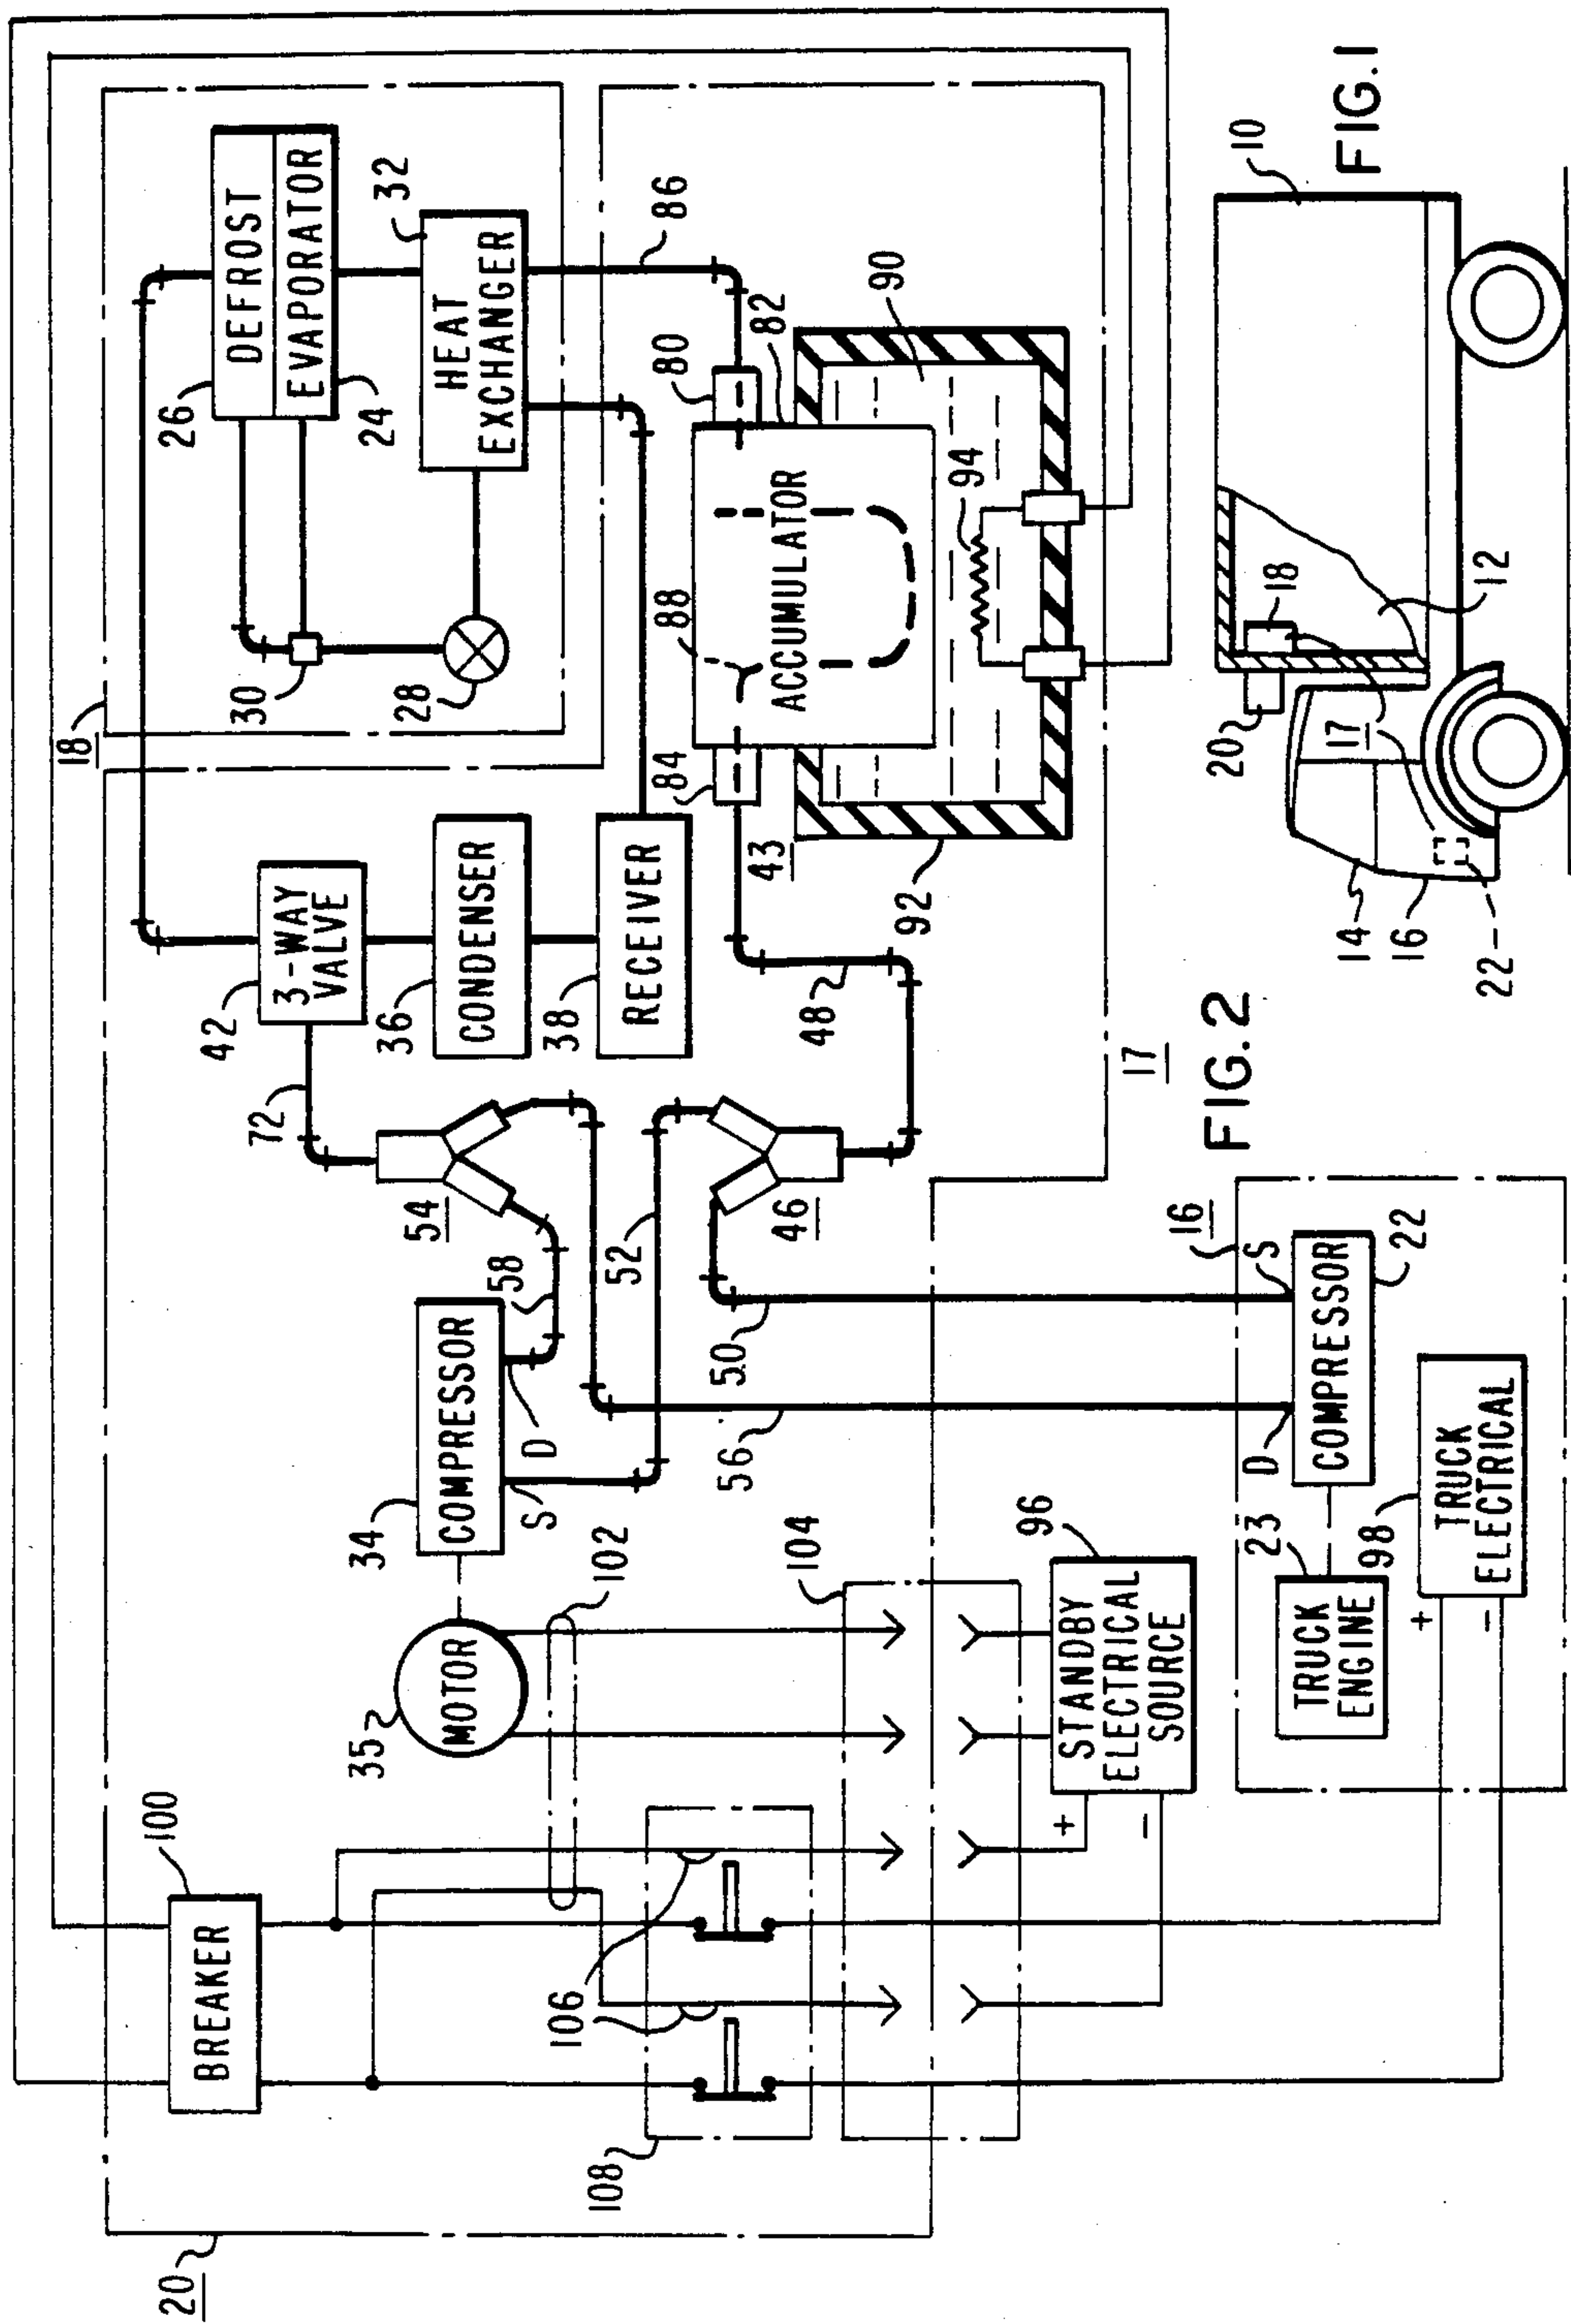 20
100
BREAKER
108
106
35
MOTOR
102
34
COMPRESSOR
D
S
58
52
104
56
50
54
46
72
42
3-WAY
VALVE
36
CONDENSER
38
RECEIVER
48
43
92
84
88
ACCUMULATOR
80
82
90
94
86
18
30
28
26
DEFROST
EVAPORATOR
24
32
HEAT
EXCHANGER
17
FIG.2
96
STANDBY
ELECTRICAL
SOURCE
+
−
16
D
S
COMPRESSOR
22
23
TRUCK
ENGINE
98
TRUCK
ELECTRICAL
+
−
FIG.1
10
12
18
20
17
14
16
22